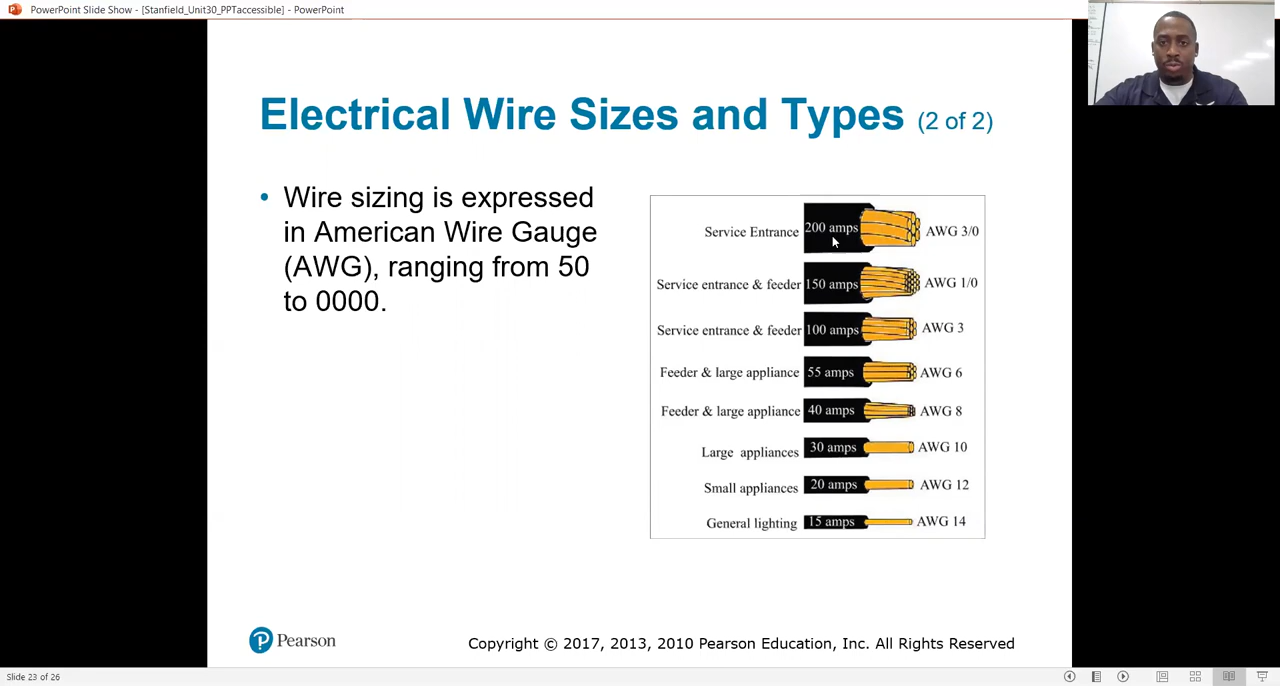 PowerPoint Slide Show - [Stanfield_Unit30_PPTaccessible] - PowerPoint
Electrical Wire Sizes and Types (2 of 2)
• Wire sizing is expressed
in American Wire Gauge
(AWG), ranging from 50
to 0000.
Service Entrance 200 amps AWG 3/0
Service entrance & feeder 150 amps AWG 1/0
Service entrance & feeder 100 amps AWG 3
Feeder & large appliance 55 amps AWG 6
Feeder & large appliance 40 amps AWG 8
Large appliances 30 amps AWG 10
Small appliances 20 amps AWG 12
General lighting 15 amps AWG 14
Pearson
Copyright © 2017, 2013, 2010 Pearson Education, Inc. All Rights Reserved
Slide 23 of 26